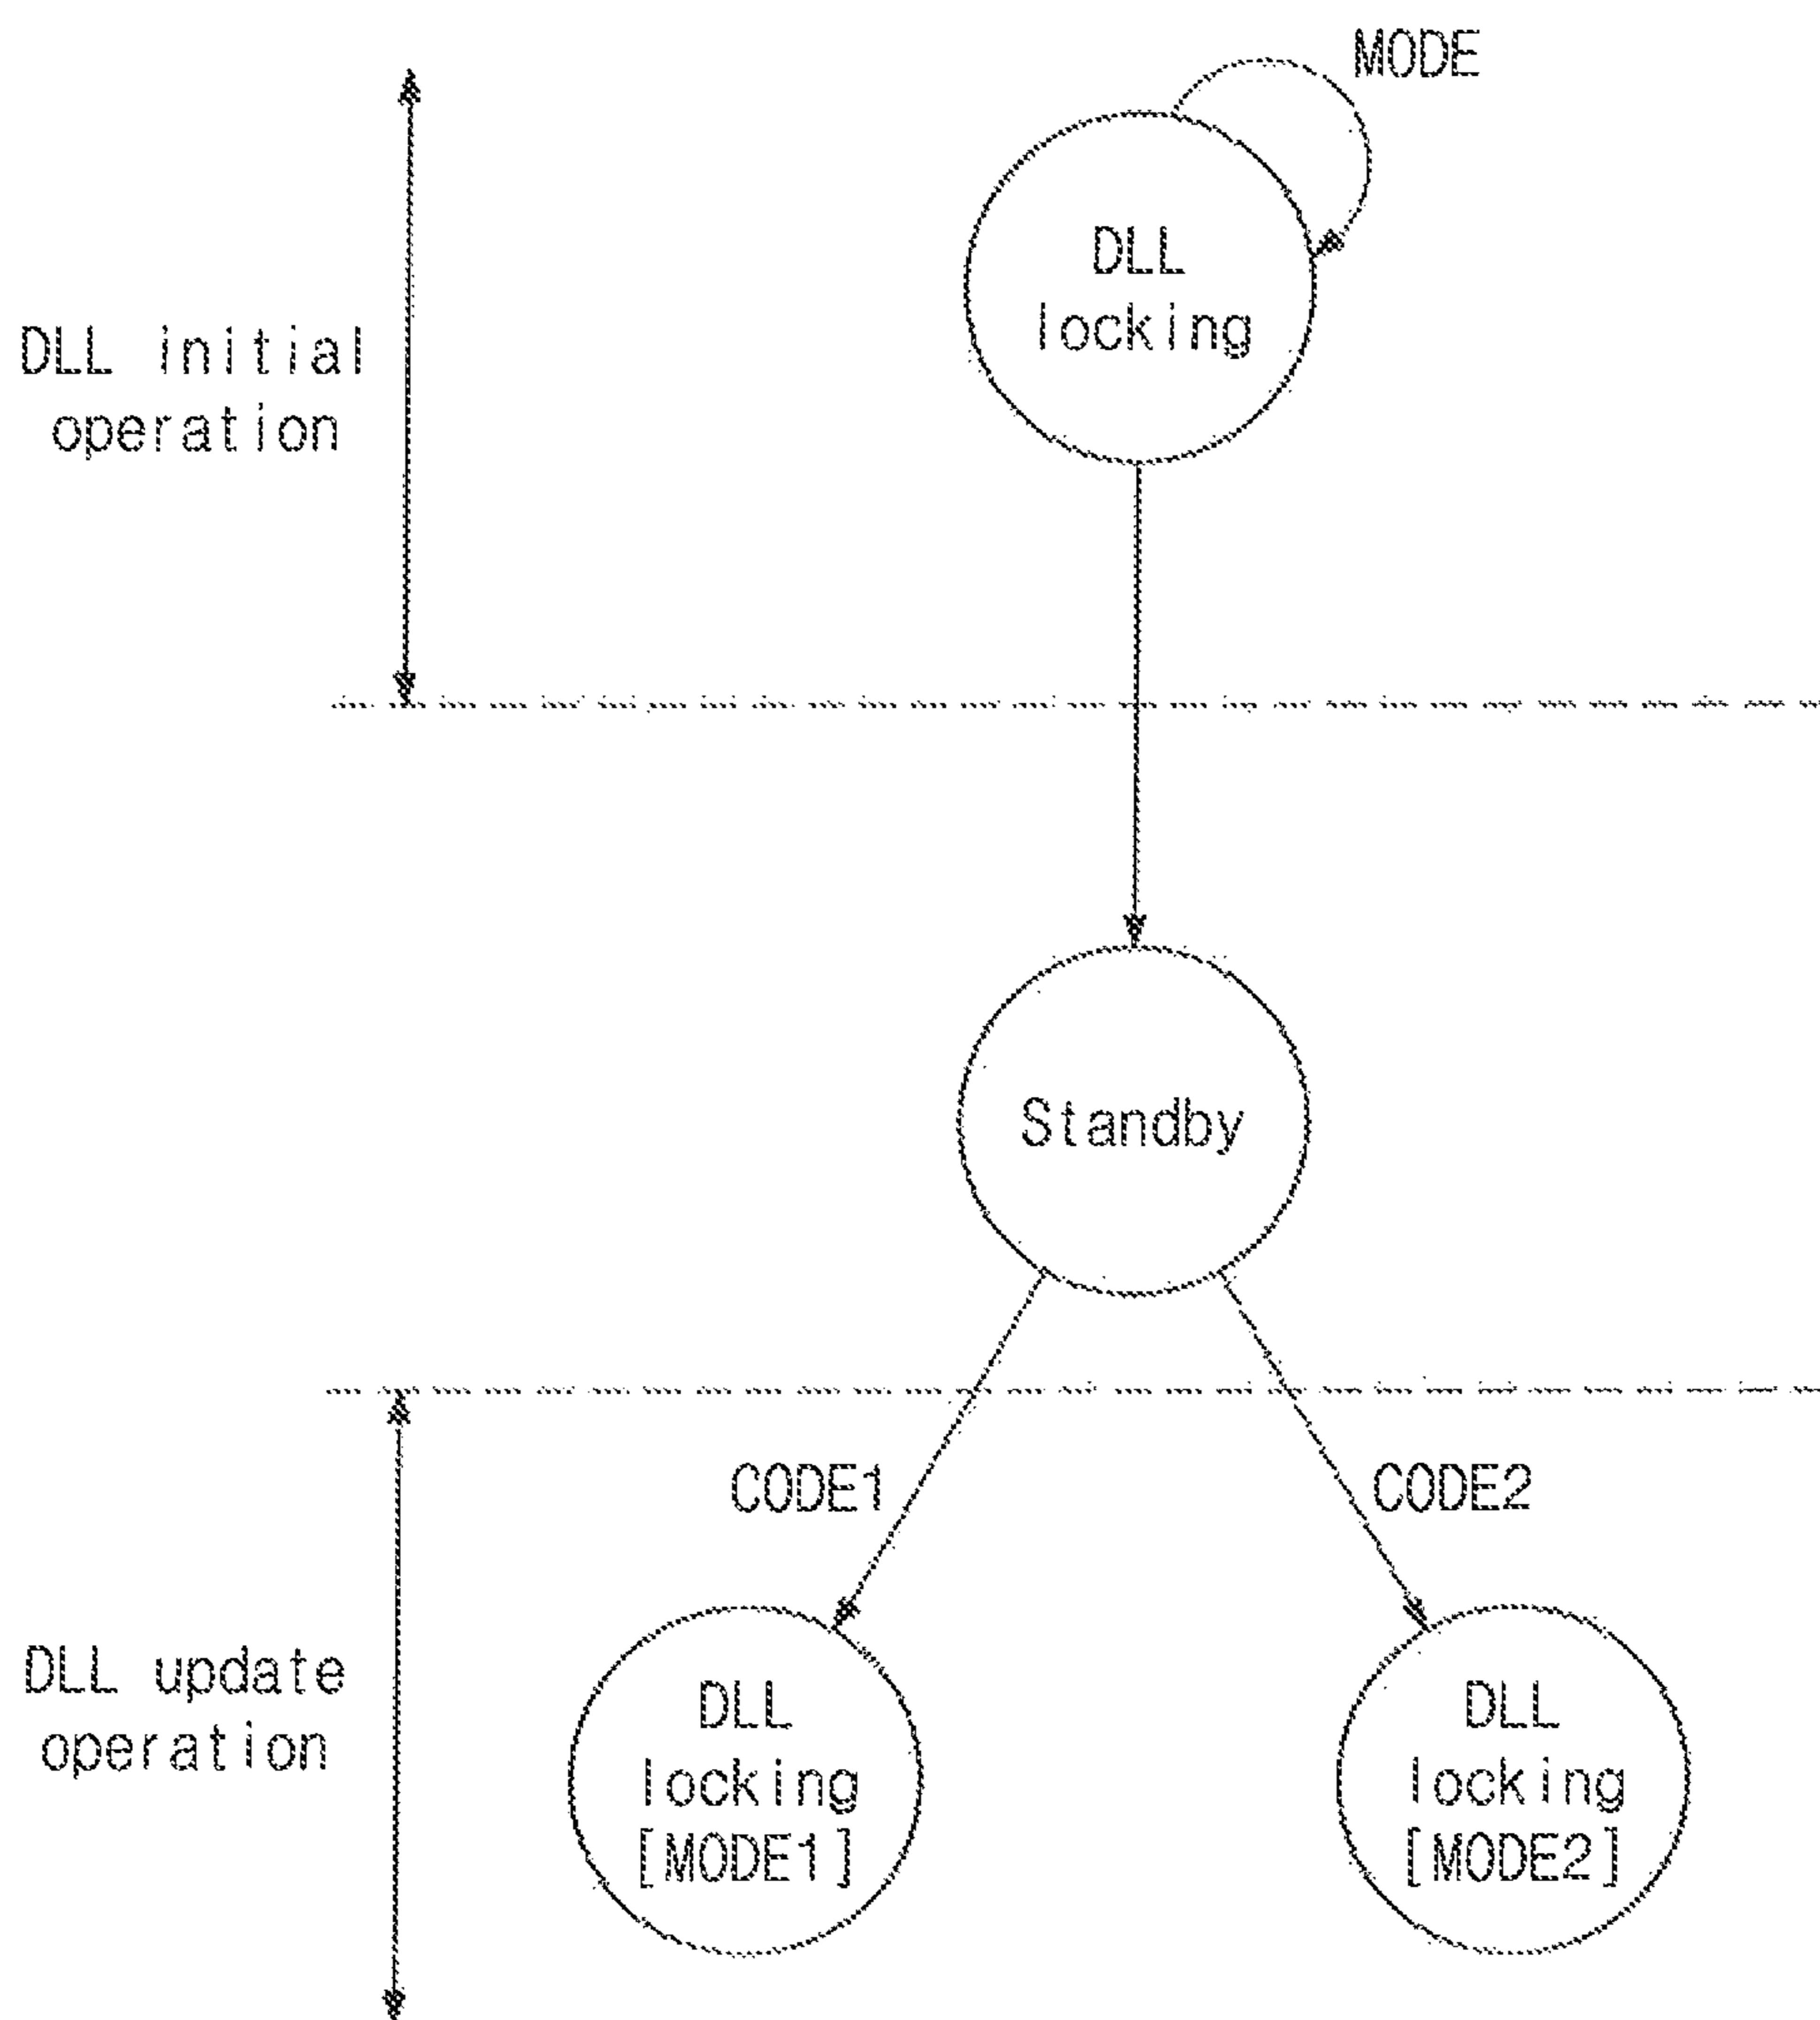 MODE
DLL
locking
DLL initial
operation
Standby
CODE1
CODE2
DLL update
operation
DLL
locking
[MODE1]
DLL
locking
[MODE2]